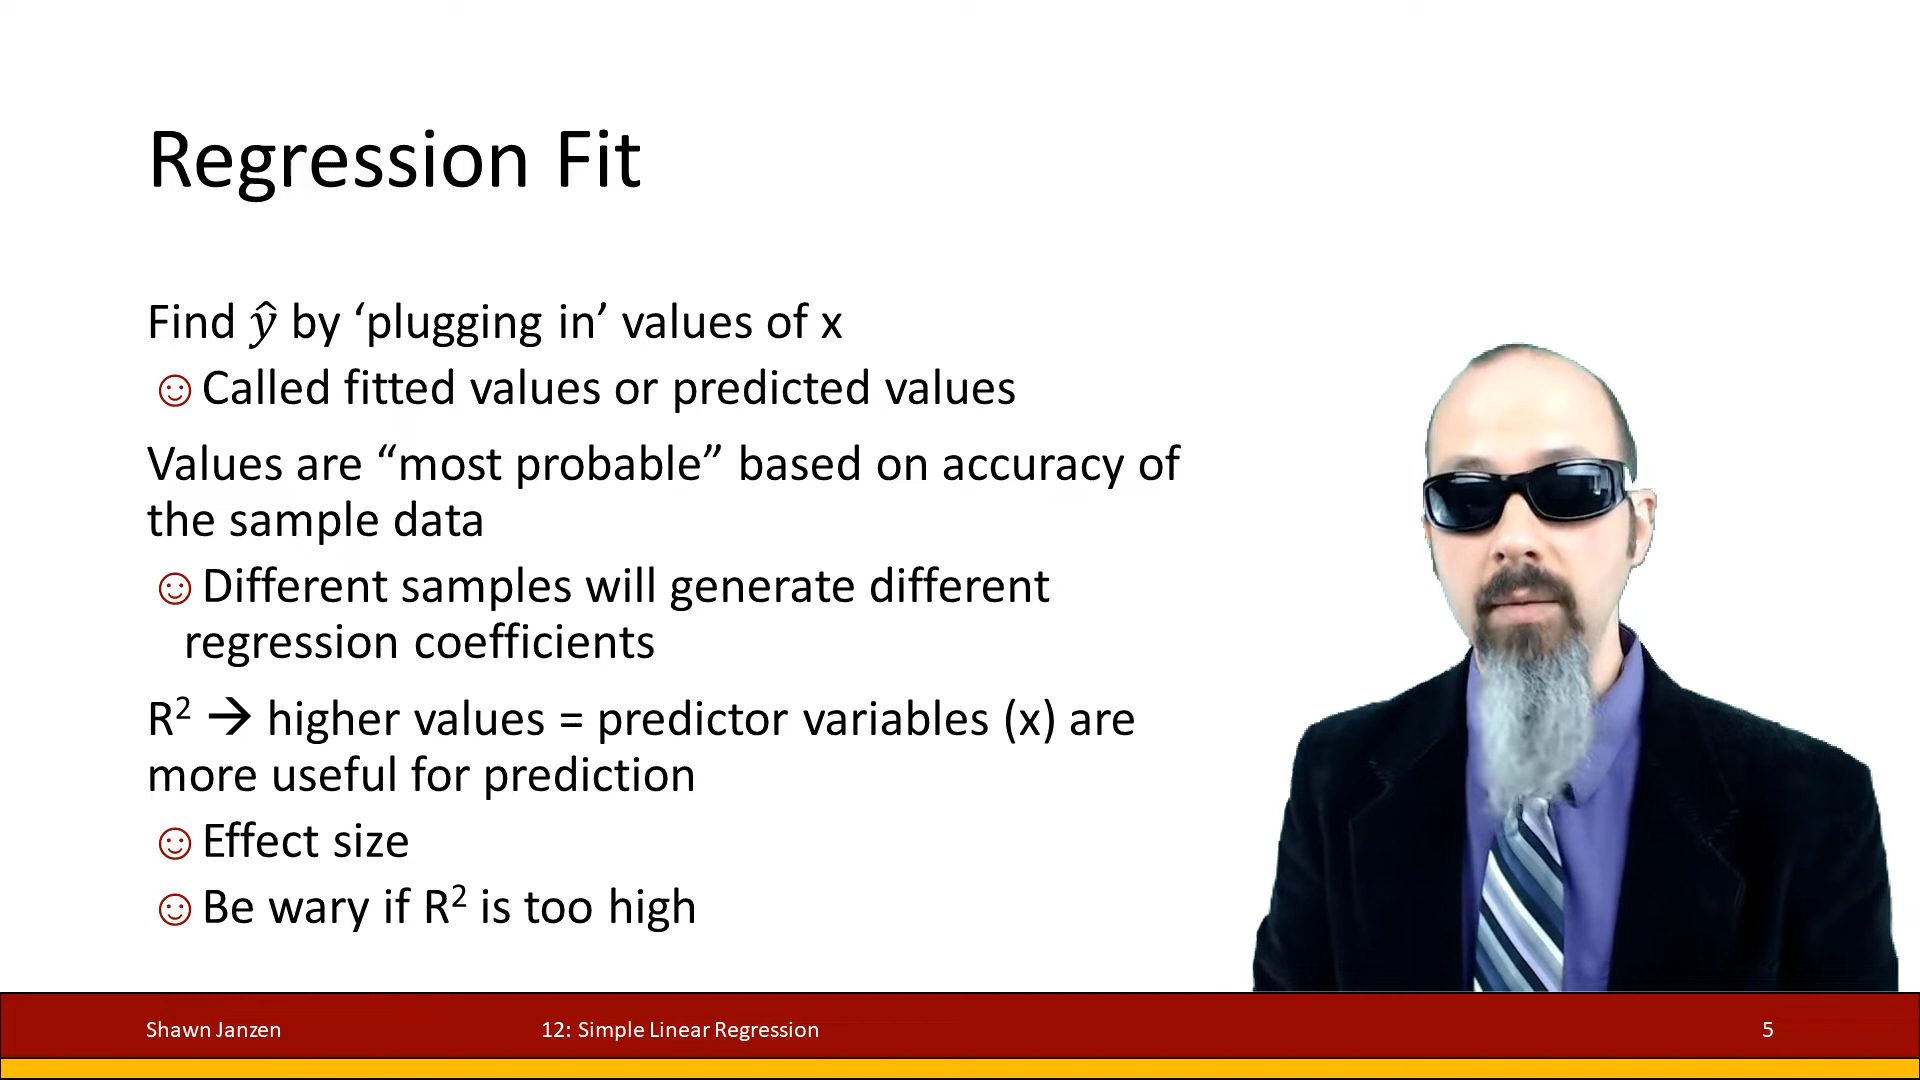 Regression Fit
Find ŷ by ‘plugging in’ values of x
☺Called fitted values or predicted values
Values are “most probable” based on accuracy of
the sample data
☺Different samples will generate different
regression coefficients
R² → higher values = predictor variables (x) are
more useful for prediction
☺Effect size
☺Be wary if R² is too high
Shawn Janzen
12: Simple Linear Regression
5